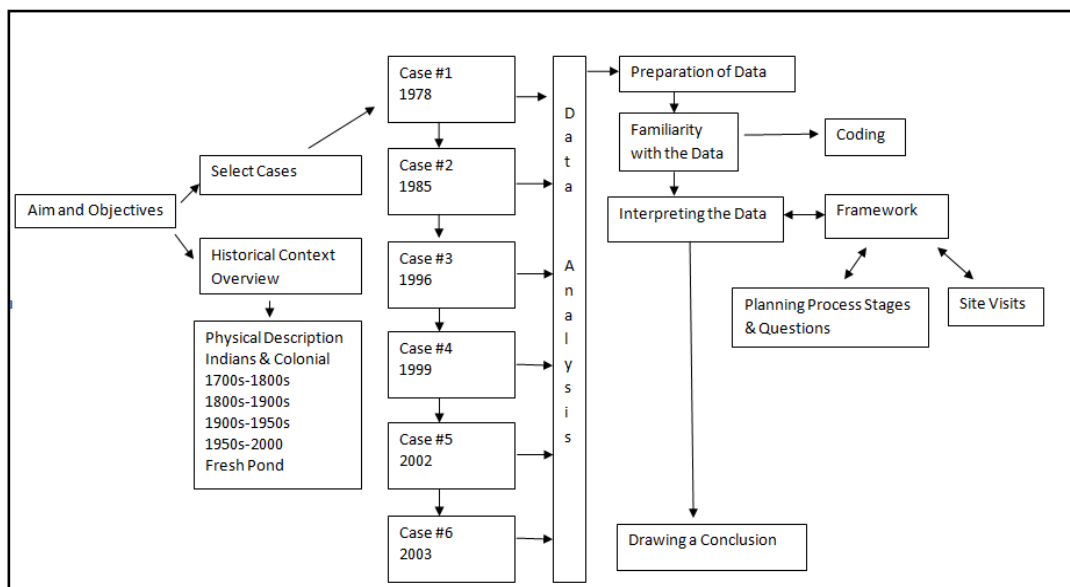 Aim and Objectives
Select Cases
Historical Context
Overview
Physical Description
Indians & Colonial
1700s-1800s
1800s-1900s
1900s-1950s
1950s-2000
Fresh Pond
Case #1
1978
Case #2
1985
Case #3
1996
Case #4
1999
Case #5
2002
Case #6
2003
D
a
t
a
A
n
a
l
y
s
i
s
Preparation of Data
Familiarity
with the Data
Coding
Interpreting the Data
Framework
Planning Process Stages
& Questions
Site Visits
Drawing a Conclusion